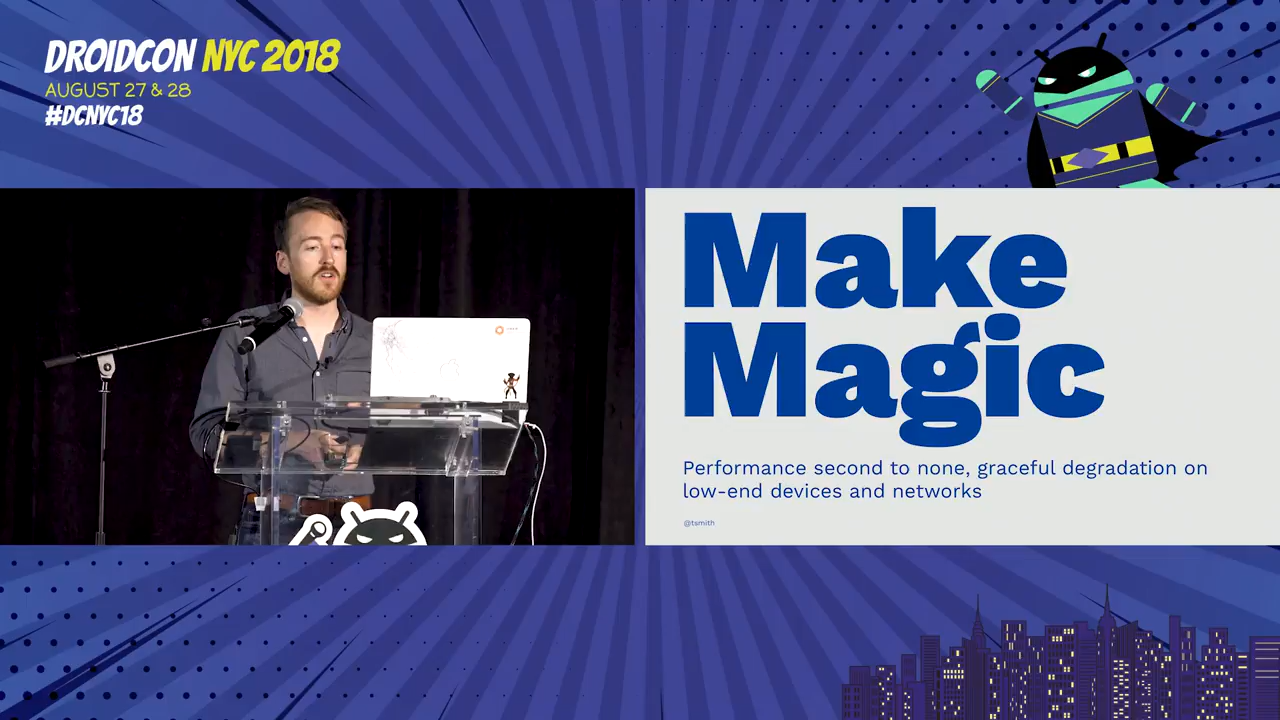 DROIDCON NYC 2018
AUGUST 27 & 28
#DCNYC18
Make
Magic
Performance second to none, graceful degradation on
low-end devices and networks
@tsmith